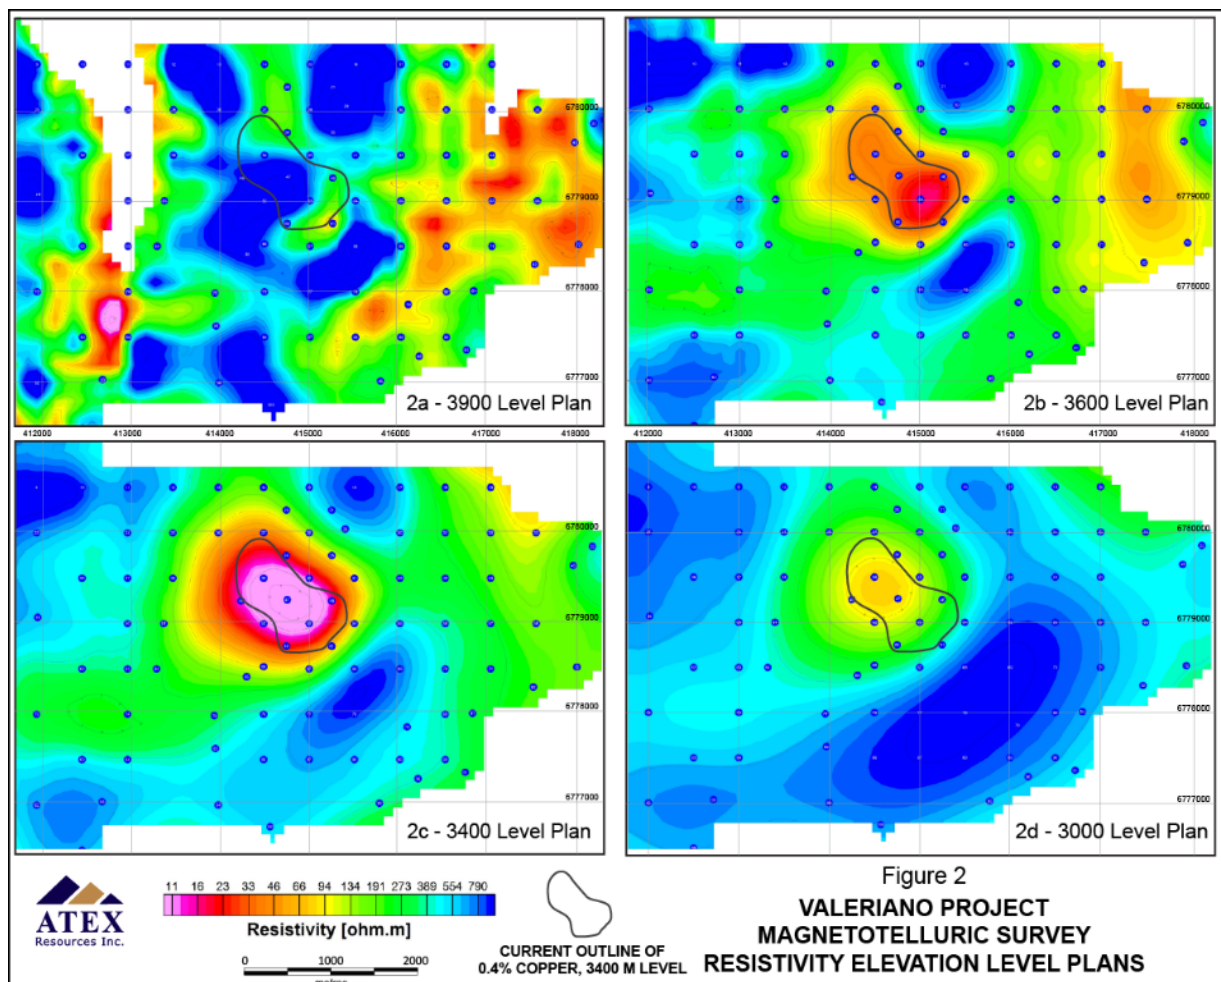 6780000
6779000
6778000
6777000
2a - 3900 Level Plan
6780000
6779000
6778000
6777000
2b - 3600 Level Plan
412000 413000 414000 415000 416000 417000 418000
412000 413000 414000 415000 416000 417000 418000
6780000
6779000
6778000
6777000
2c - 3400 Level Plan
6780000
6779000
6778000
6777000
2d - 3000 Level Plan
ATEX
Resources Inc.
11 16 23 33 46 66 94 134 191 273 389 554 790
Resistivity [ohm.m]
0 1000 2000
metres
CURRENT OUTLINE OF
0.4% COPPER, 3400 M LEVEL
Figure 2
VALERIANO PROJECT
MAGNETOTELLURIC SURVEY
RESISTIVITY ELEVATION LEVEL PLANS